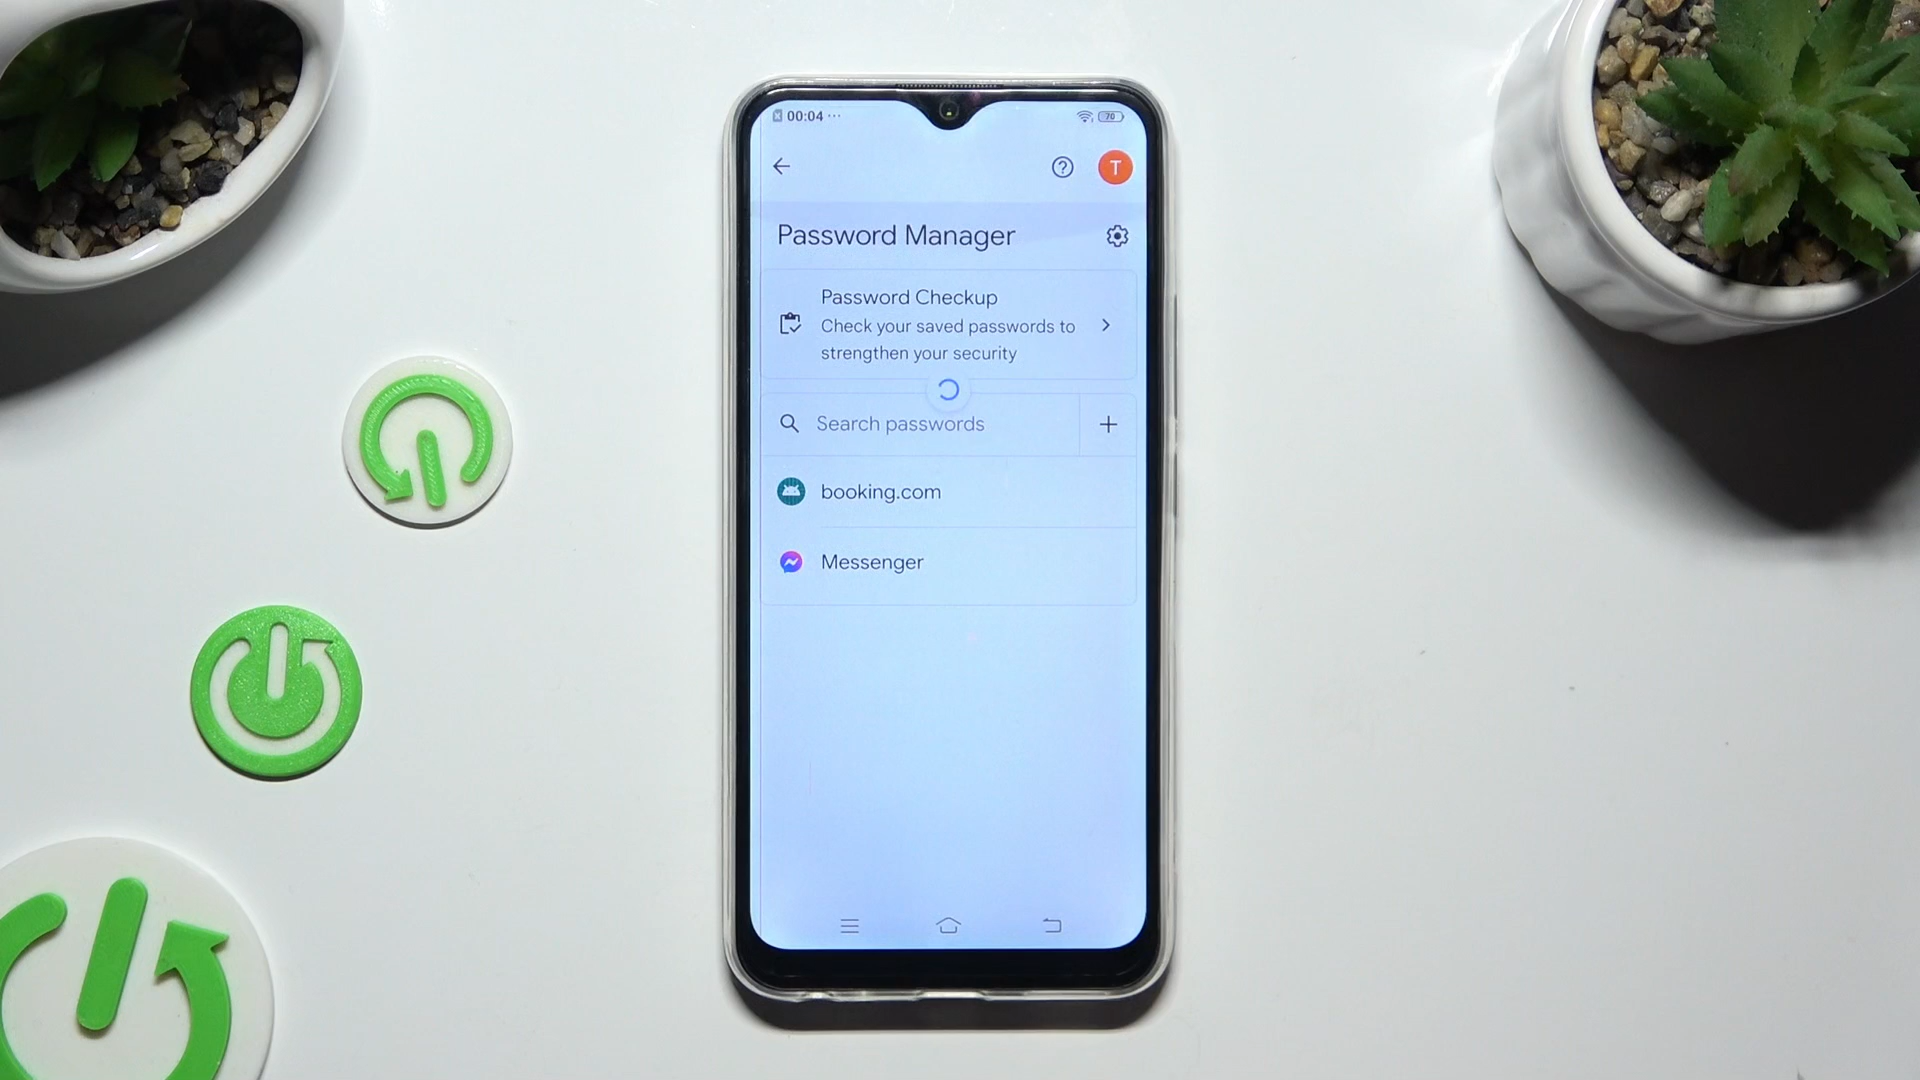 00:04 ···
70
T
Password Manager
Password Checkup
Check your saved passwords to
strengthen your security
Search passwords
booking.com
Messenger